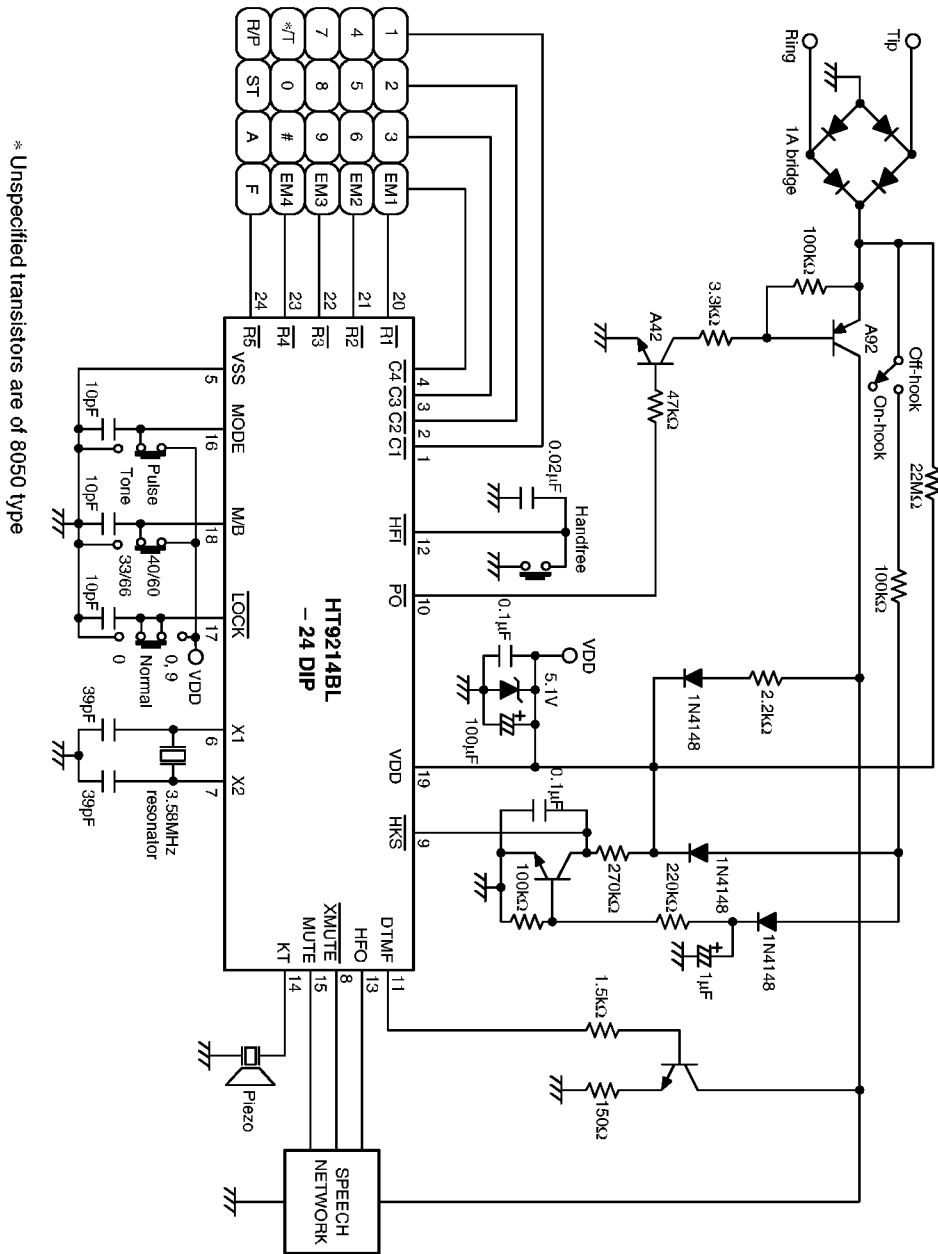 Tip
Ring
1A bridge
100kΩ
A92
Off-hook
On-hook
22MΩ
100kΩ
3.3kΩ
A42
47kΩ
2.2kΩ
1N4148
1N4148
1N4148
Handfree
0.02µF
VDD
5.1V
0.1µF
100µF
0.1µF
270kΩ
220kΩ
100kΩ
1µF
1.5kΩ
150Ω
1
2
3
EM1
4
5
6
EM2
7
8
9
EM3
*/T
0
#
EM4
R/P
ST
A
F
20
21
22
23
24
R1
R2
R3
R4
R5
C4
C3
C2
C1
4
3
2
1
HFI
12
PO
10
VDD
19
HKS
9
HT9214BL
– 24 DIP
VSS
5
MODE
16
M/B
18
LOCK
17
X1
6
X2
7
DTMF
11
HFO
13
XMUTE
8
MUTE
15
KT
14
10pF
Pulse
Tone
10pF
40/60
33/66
10pF
0, 9
Normal
0
VDD
39pF
39pF
3.58MHz
resonator
Piezo
SPEECH
NETWORK
* Unspecified transistors are of 8050 type